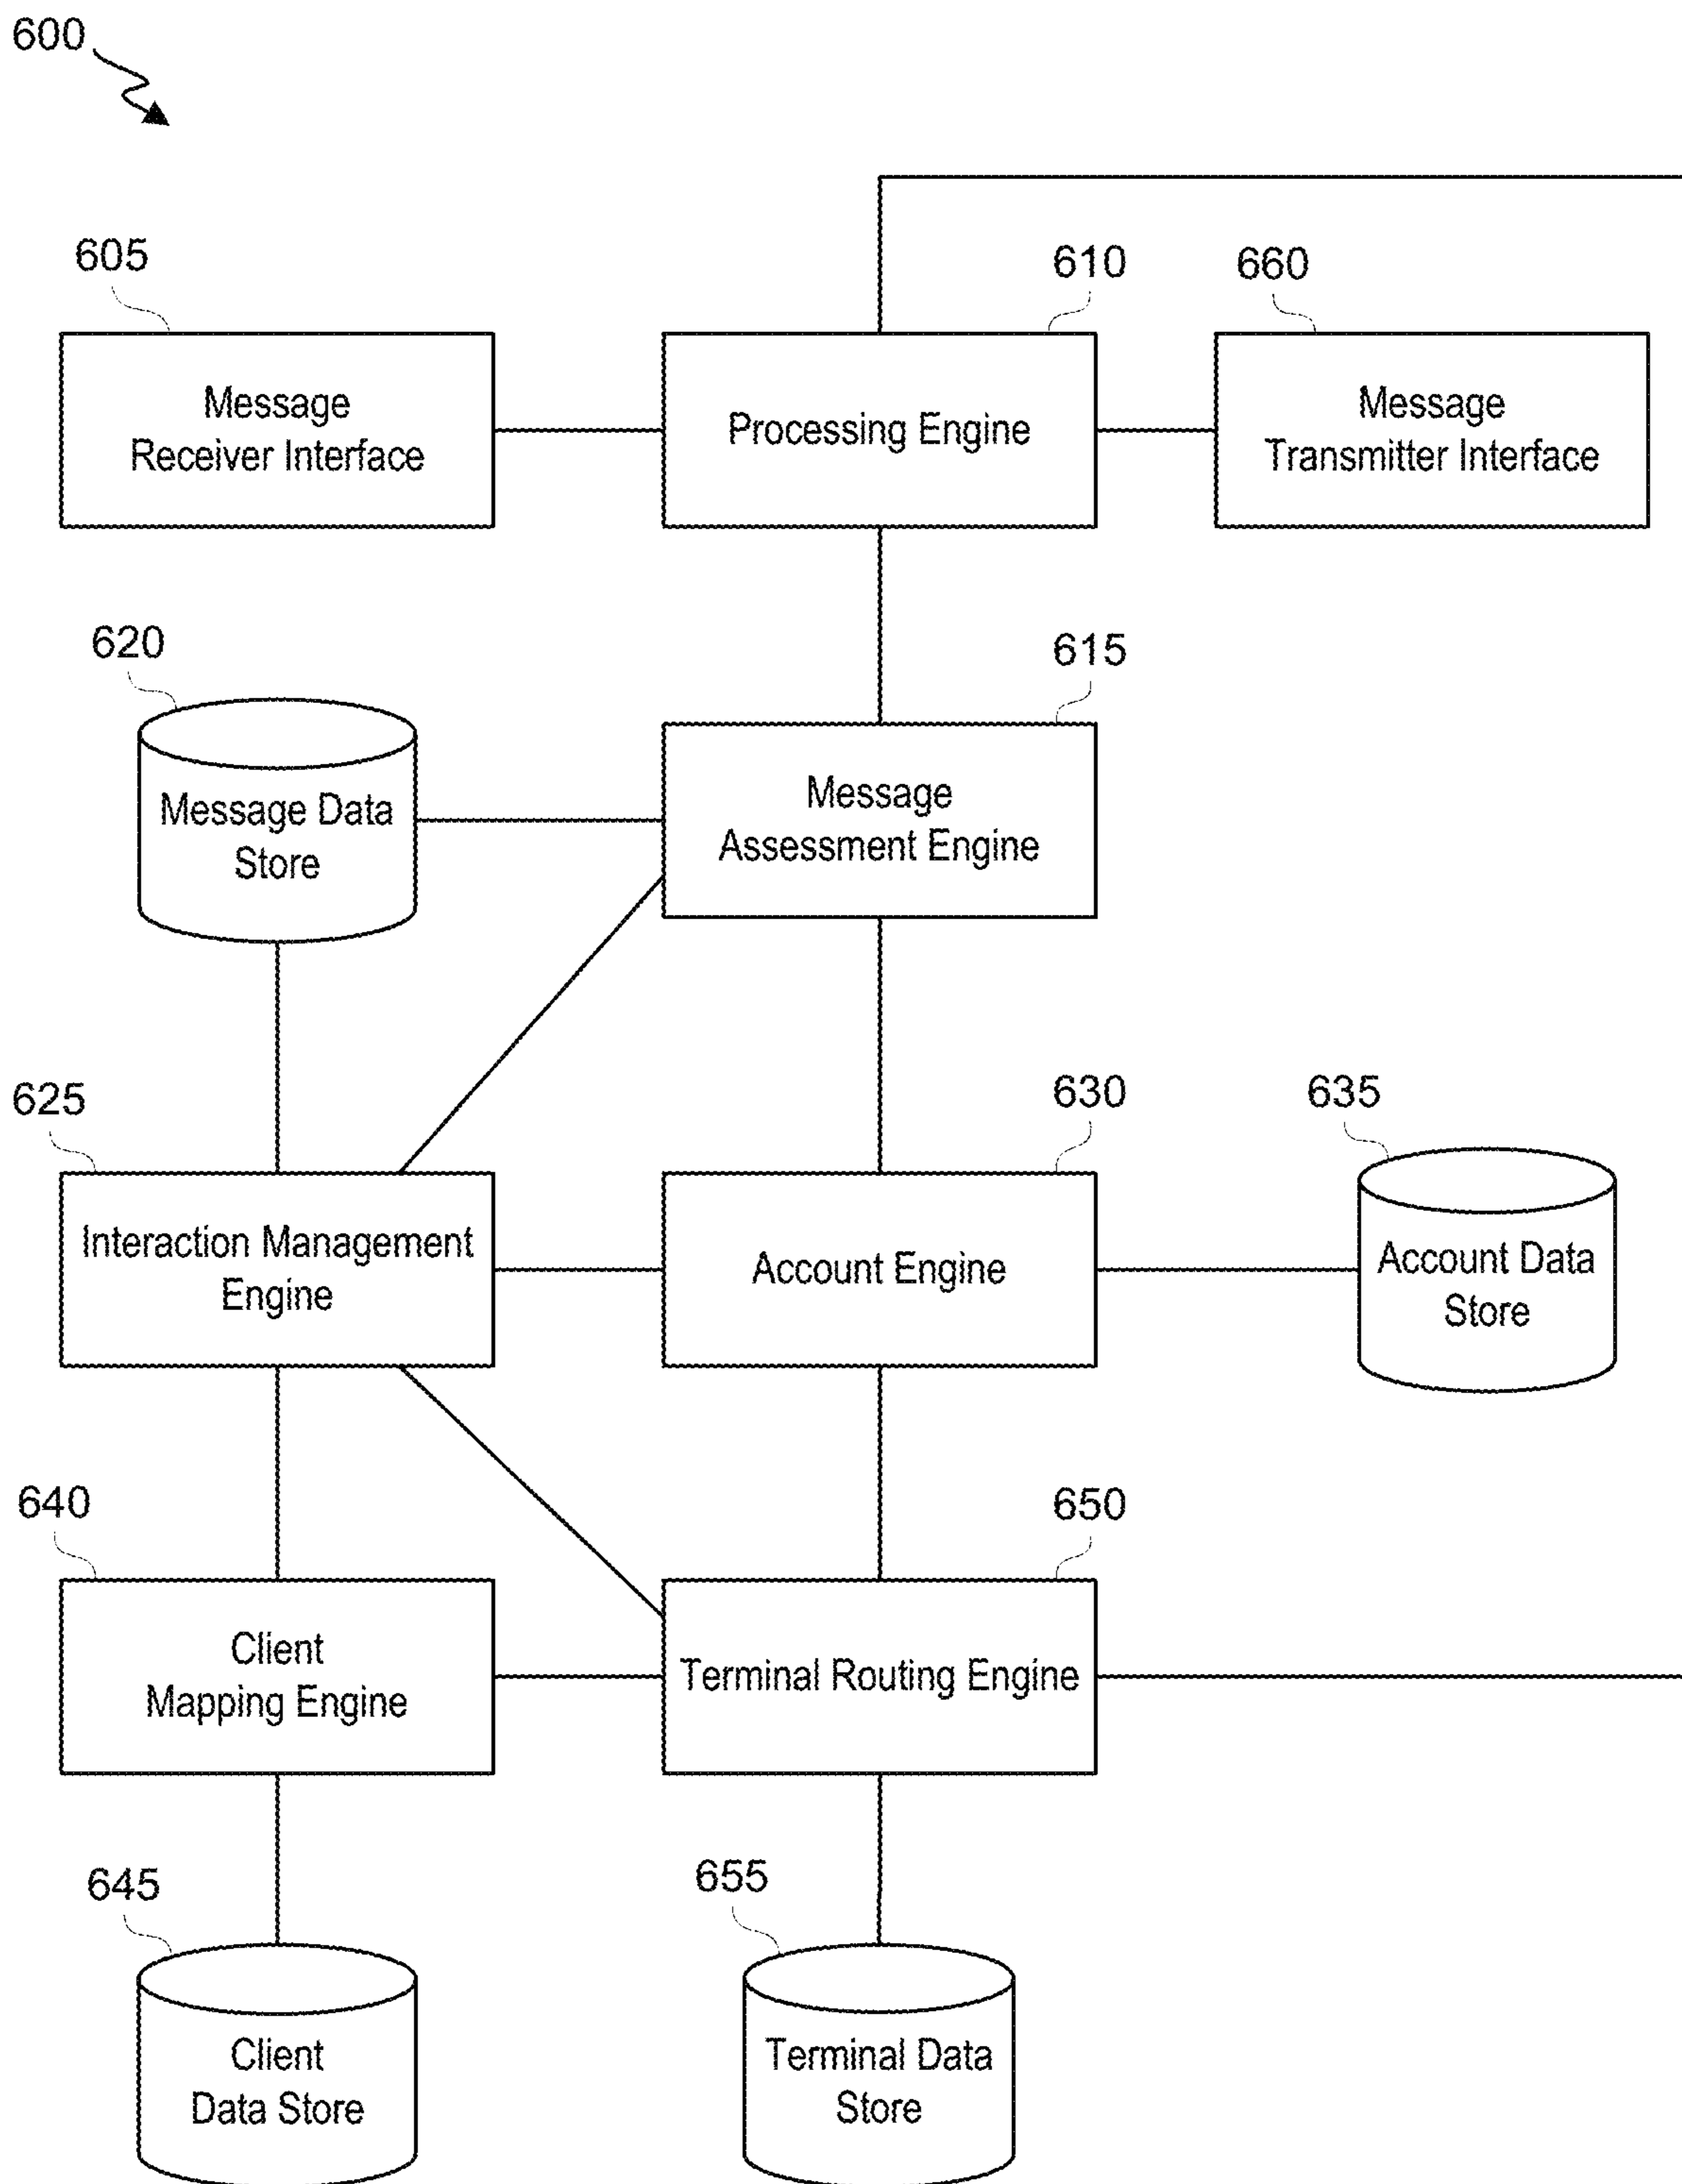 600
605
610
660
Message
Receiver Interface
Processing Engine
Message
Transmitter Interface
620
615
Message Data
Store
Message
Assessment Engine
625
630
635
Interaction Management
Engine
Account Engine
Account Data
Store
640
650
Client
Mapping Engine
Terminal Routing Engine
645
655
Client
Data Store
Terminal Data
Store